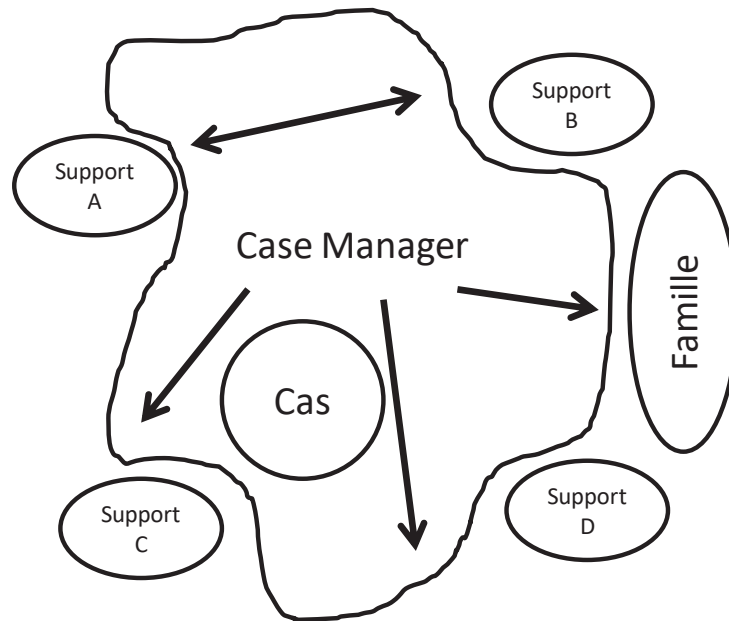 Support
B
Support
A
Case Manager
Famille
Cas
Support
C
Support
D